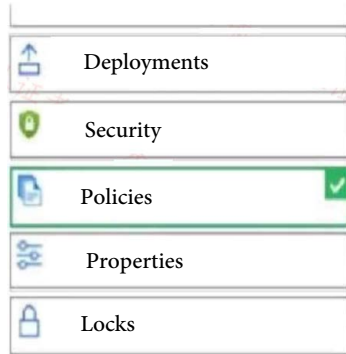 Deployments
Security
Policies
Properties
Locks